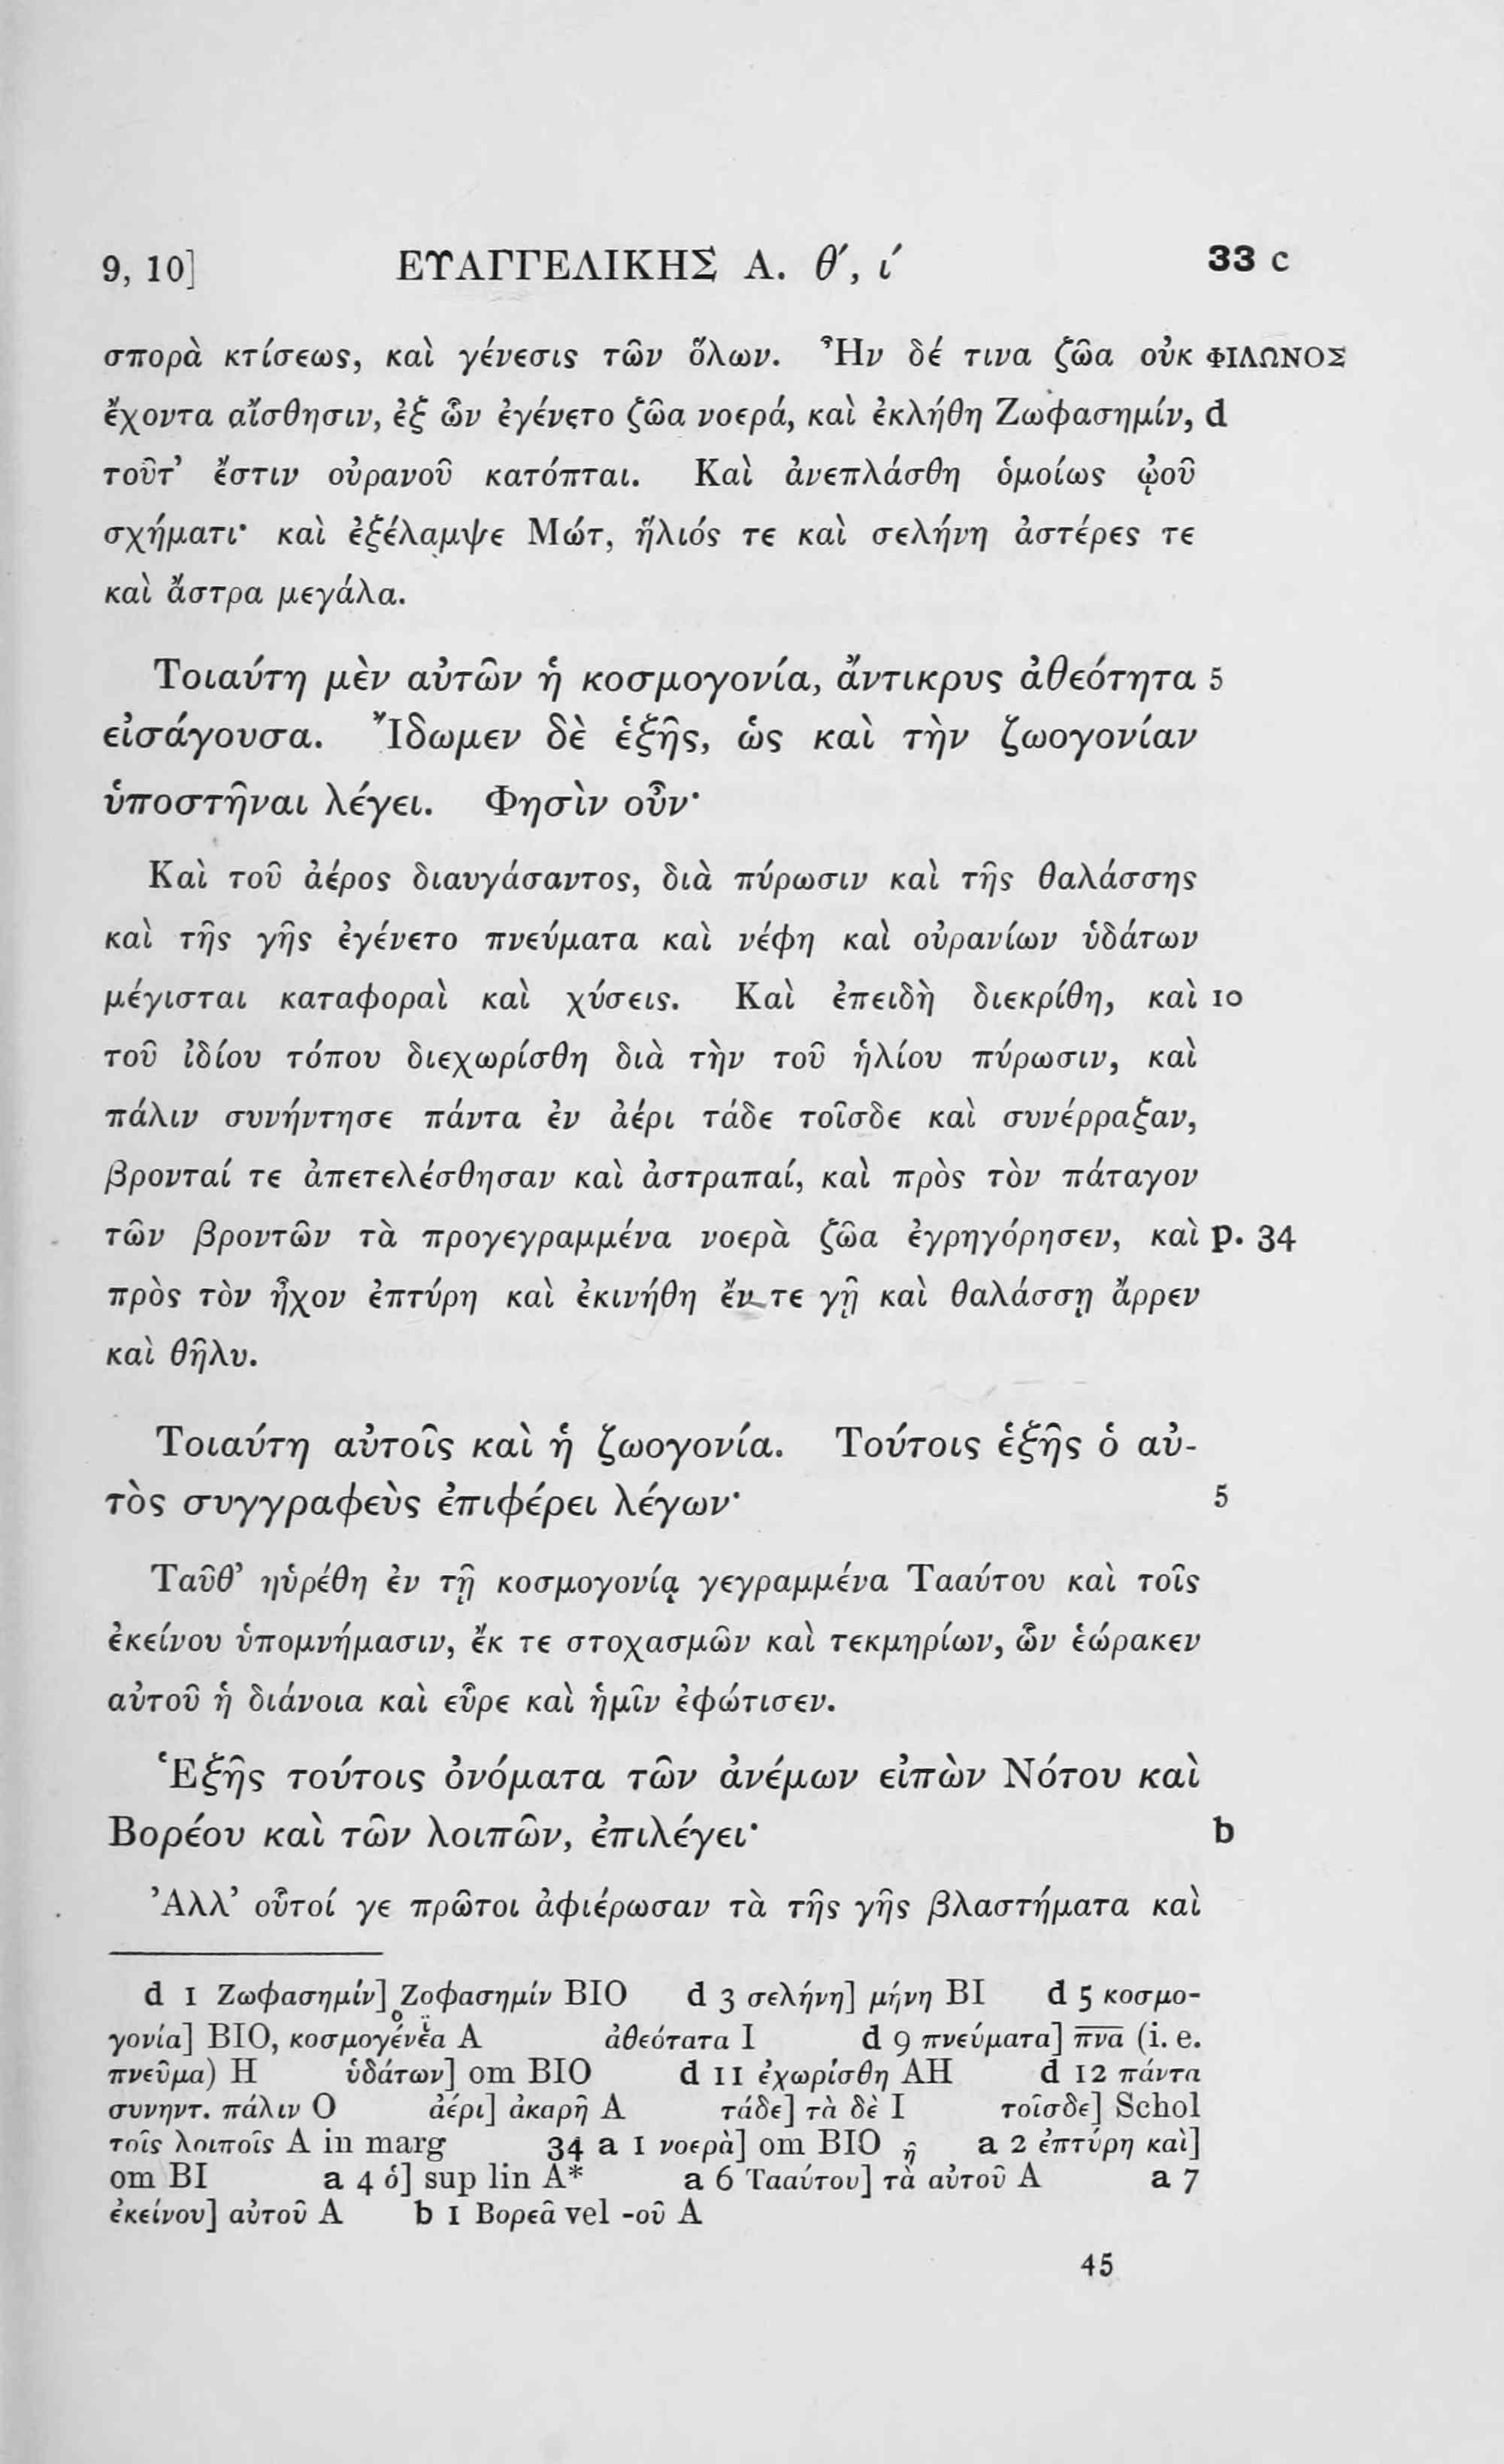 9, 10] ΕΥΑΓΓΕΛΙΚΗΣ Α. θ΄, ι΄ 33 c
σπορὰ κτίσεως, καὶ γένεσις τῶν ὅλων. Ἦν δέ τινα ζῶα οὐκ ΦΙΛΩΝΟΣ
ἔχοντα αἴσθησιν, ἐξ ὧν ἐγένετο ζῶα νοερά, καὶ ἐκλήθη Ζωφασημίν, d
τοῦτ’ ἔστιν οὐρανοῦ κατόπται. Καὶ ἀνεπλάσθη ὁμοίως ᾠοῦ
σχήματι· καὶ ἐξέλαμψε Μώτ, ἥλιός τε καὶ σελήνη ἀστέρες τε
καὶ ἄστρα μεγάλα.
Τοιαύτη μὲν αὐτῶν ἡ κοσμογονία, ἄντικρυς ἀθεότητα 5
εἰσάγουσα. Ἴδωμεν δὲ ἑξῆς, ὡς καὶ τὴν ζωογονίαν
ὑποστῆναι λέγει. Φησὶν οὖν·
Καὶ τοῦ ἀέρος διαυγάσαντος, διὰ πύρωσιν καὶ τῆς θαλάσσης
καὶ τῆς γῆς ἐγένετο πνεύματα καὶ νέφη καὶ οὐρανίων ὑδάτων
μέγισται καταφοραὶ καὶ χύσεις. Καὶ ἐπειδὴ διεκρίθη, καὶ 10
τοῦ ἰδίου τόπου διεχωρίσθη διὰ τὴν τοῦ ἡλίου πύρωσιν, καὶ
πάλιν συνήντησε πάντα ἐν ἀέρι τάδε τοῖσδε καὶ συνέρραξαν,
βρονταί τε ἀπετελέσθησαν καὶ ἀστραπαί, καὶ πρὸς τὸν πάταγον
τῶν βροντῶν τὰ προγεγραμμένα νοερὰ ζῶα ἐγρηγόρησεν, καὶ p. 34
πρὸς τὸν ἦχον ἐπτύρη καὶ ἐκινήθη ἔν τε γῇ καὶ θαλάσσῃ ἄρρεν
καὶ θῆλυ.
Τοιαύτη αὐτοῖς καὶ ἡ ζωογονία. Τούτοις ἑξῆς ὁ αὐ-
τὸς συγγραφεὺς ἐπιφέρει λέγων· 5
Ταῦθ’ ηὑρέθη ἐν τῇ κοσμογονίᾳ γεγραμμένα Τααύτου καὶ τοῖς
ἐκείνου ὑπομνήμασιν, ἔκ τε στοχασμῶν καὶ τεκμηρίων, ὧν ἑώρακεν
αὐτοῦ ἡ διάνοια καὶ εὗρε καὶ ἡμῖν ἐφώτισεν.
Ἑξῆς τούτοις ὀνόματα τῶν ἀνέμων εἰπὼν Νότου καὶ
Βορέου καὶ τῶν λοιπῶν, ἐπιλέγει· b
Ἀλλ’ οὗτοί γε πρῶτοι ἀφιέρωσαν τὰ τῆς γῆς βλαστήματα καὶ
d 1 Ζωφασημίν] Ζοφασημίν BIO d 3 σελήνη] μήνη BI d 5 κοσμο-
γονία] BIO, κοσμογένεα A ἀθεότατα I d 9 πνεύματα] πνα (i. e.
πνεῦμα) H ὑδάτων] om BIO d 11 ἐχωρίσθη AH d 12 πάντα
συνηντ. πάλιν O ἀέρι] ἀκαρῆ A τάδε] τὰ δὲ I τοῖσδε] Schol
τοῖς λοιποῖς A in marg 34 a 1 νοερὰ] om BIO a 2 ἐπτύρη καὶ]
om BI a 4 ὁ] sup lin A* a 6 Τααύτου] τὰ αὐτοῦ A a 7
ἐκείνου] αὐτοῦ A b 1 Βορεᾶ vel -οῦ A
45